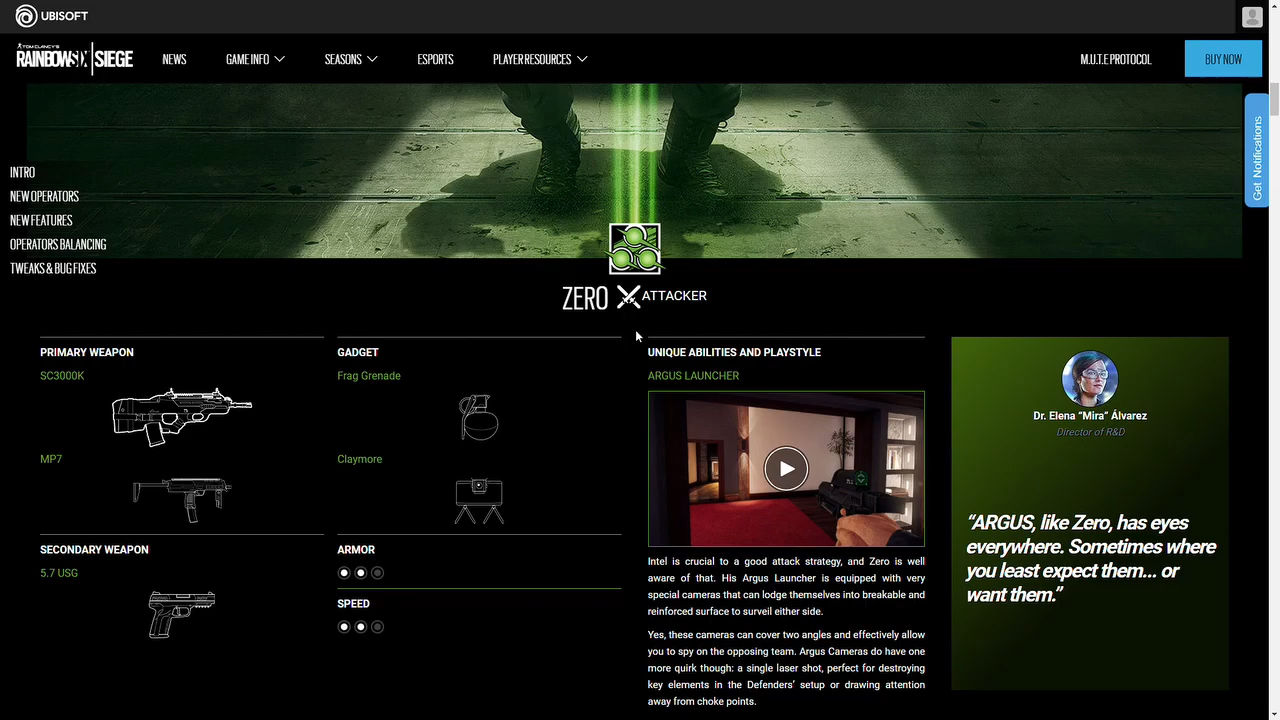 UBISOFT
TOM CLANCY'S
RAINBOWSIX|SIEGE
NEWS
GAME INFO
SEASONS
ESPORTS
PLAYER RESOURCES
M.U.T.E PROTOCOL
BUY NOW
Get Notifications
INTRO
NEW OPERATORS
NEW FEATURES
OPERATORS BALANCING
TWEAKS & BUG FIXES
ZERO
ATTACKER
PRIMARY WEAPON
SC3000K
MP7
SECONDARY WEAPON
5.7 USG
GADGET
Frag Grenade
Claymore
ARMOR
SPEED
UNIQUE ABILITIES AND PLAYSTYLE
ARGUS LAUNCHER
Intel is crucial to a good attack strategy, and Zero is well
aware of that. His Argus Launcher is equipped with very
special cameras that can lodge themselves into breakable and
reinforced surface to surveil either side.
Yes, these cameras can cover two angles and effectively allow
you to spy on the opposing team. Argus Cameras do have one
more quirk though: a single laser shot, perfect for destroying
key elements in the Defenders' setup or drawing attention
away from choke points.
Dr. Elena “Mira” Álvarez
Director of R&D
“ARGUS, like Zero, has eyes
everywhere. Sometimes where
you least expect them... or
want them.”